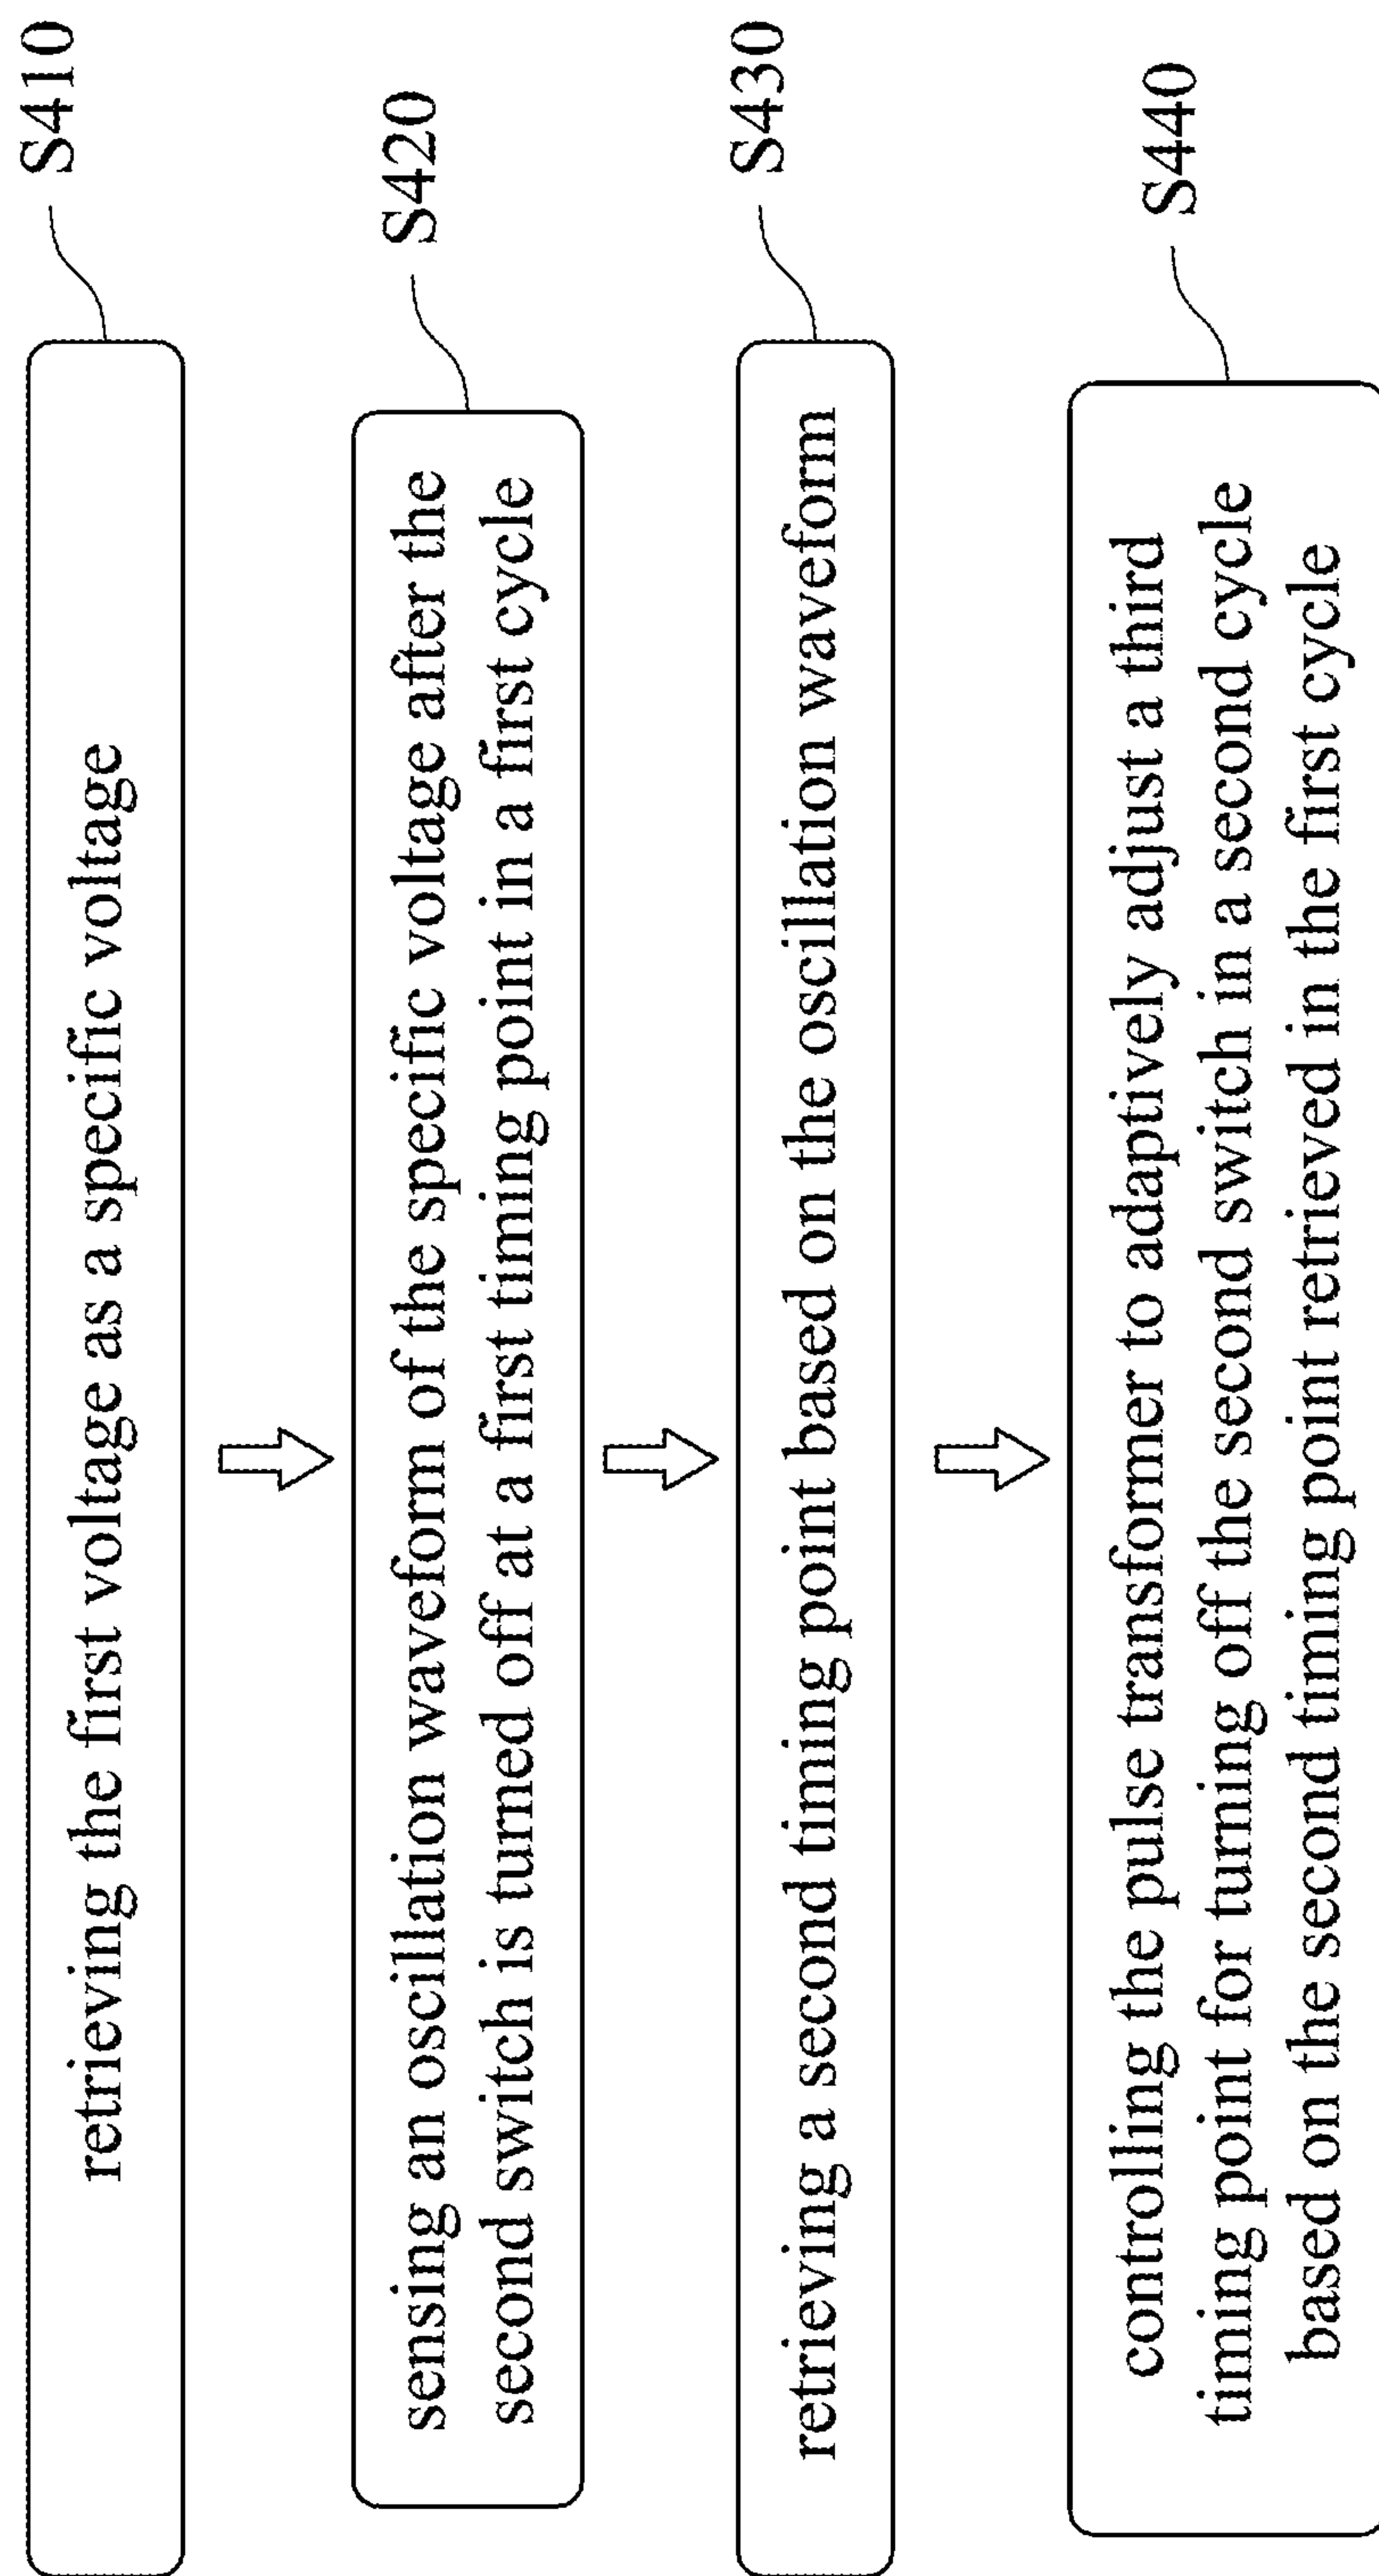 retrieving the first voltage as a specific voltage
S410
sensing an oscillation waveform of the specific voltage after the
second switch is turned off at a first timing point in a first cycle
S420
retrieving a second timing point based on the oscillation waveform
S430
controlling the pulse transformer to adaptively adjust a third
timing point for turning off the second switch in a second cycle
based on the second timing point retrieved in the first cycle
S440